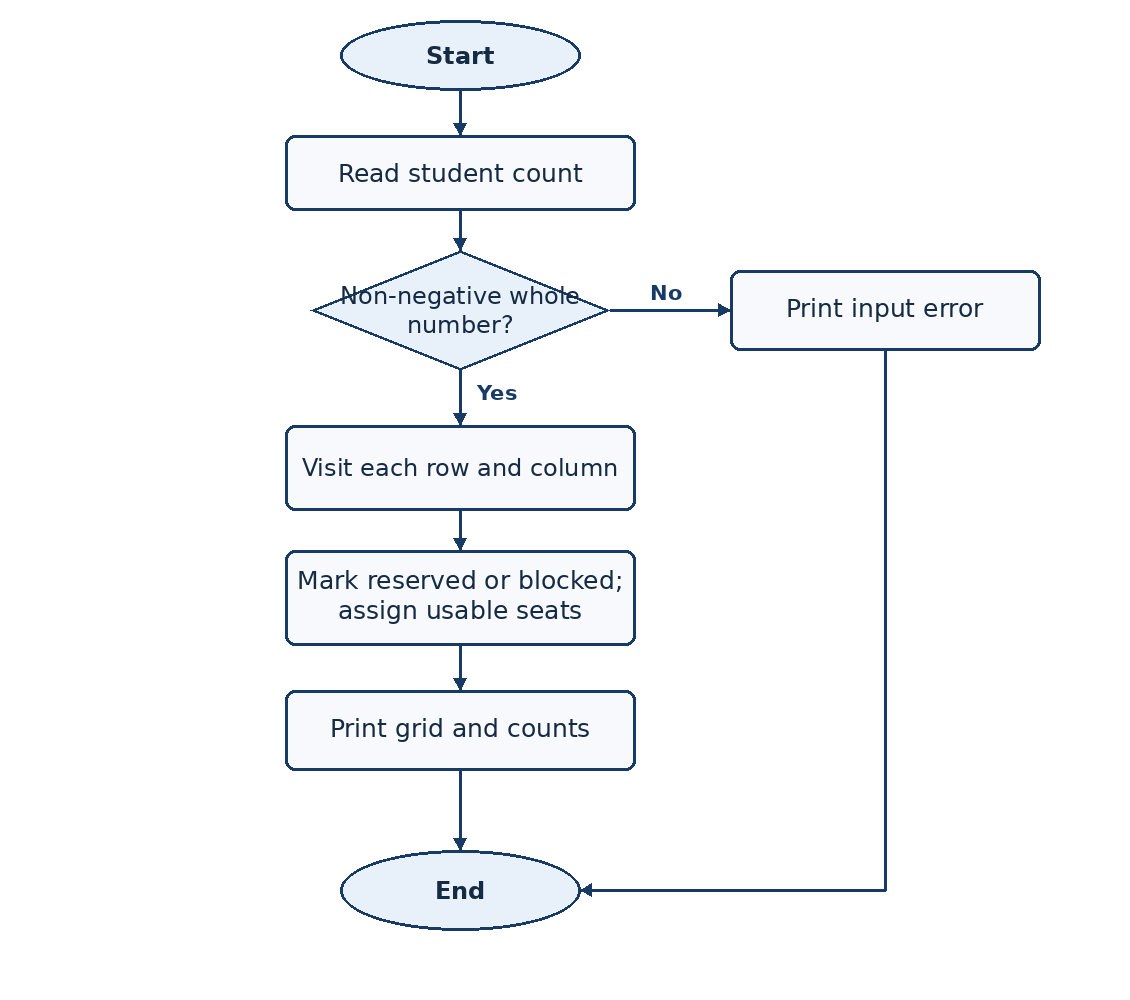 Start
Read student count
Non-negative whole
number?
No
Print input error
Yes
Visit each row and column
Mark reserved or blocked;
assign usable seats
Print grid and counts
End